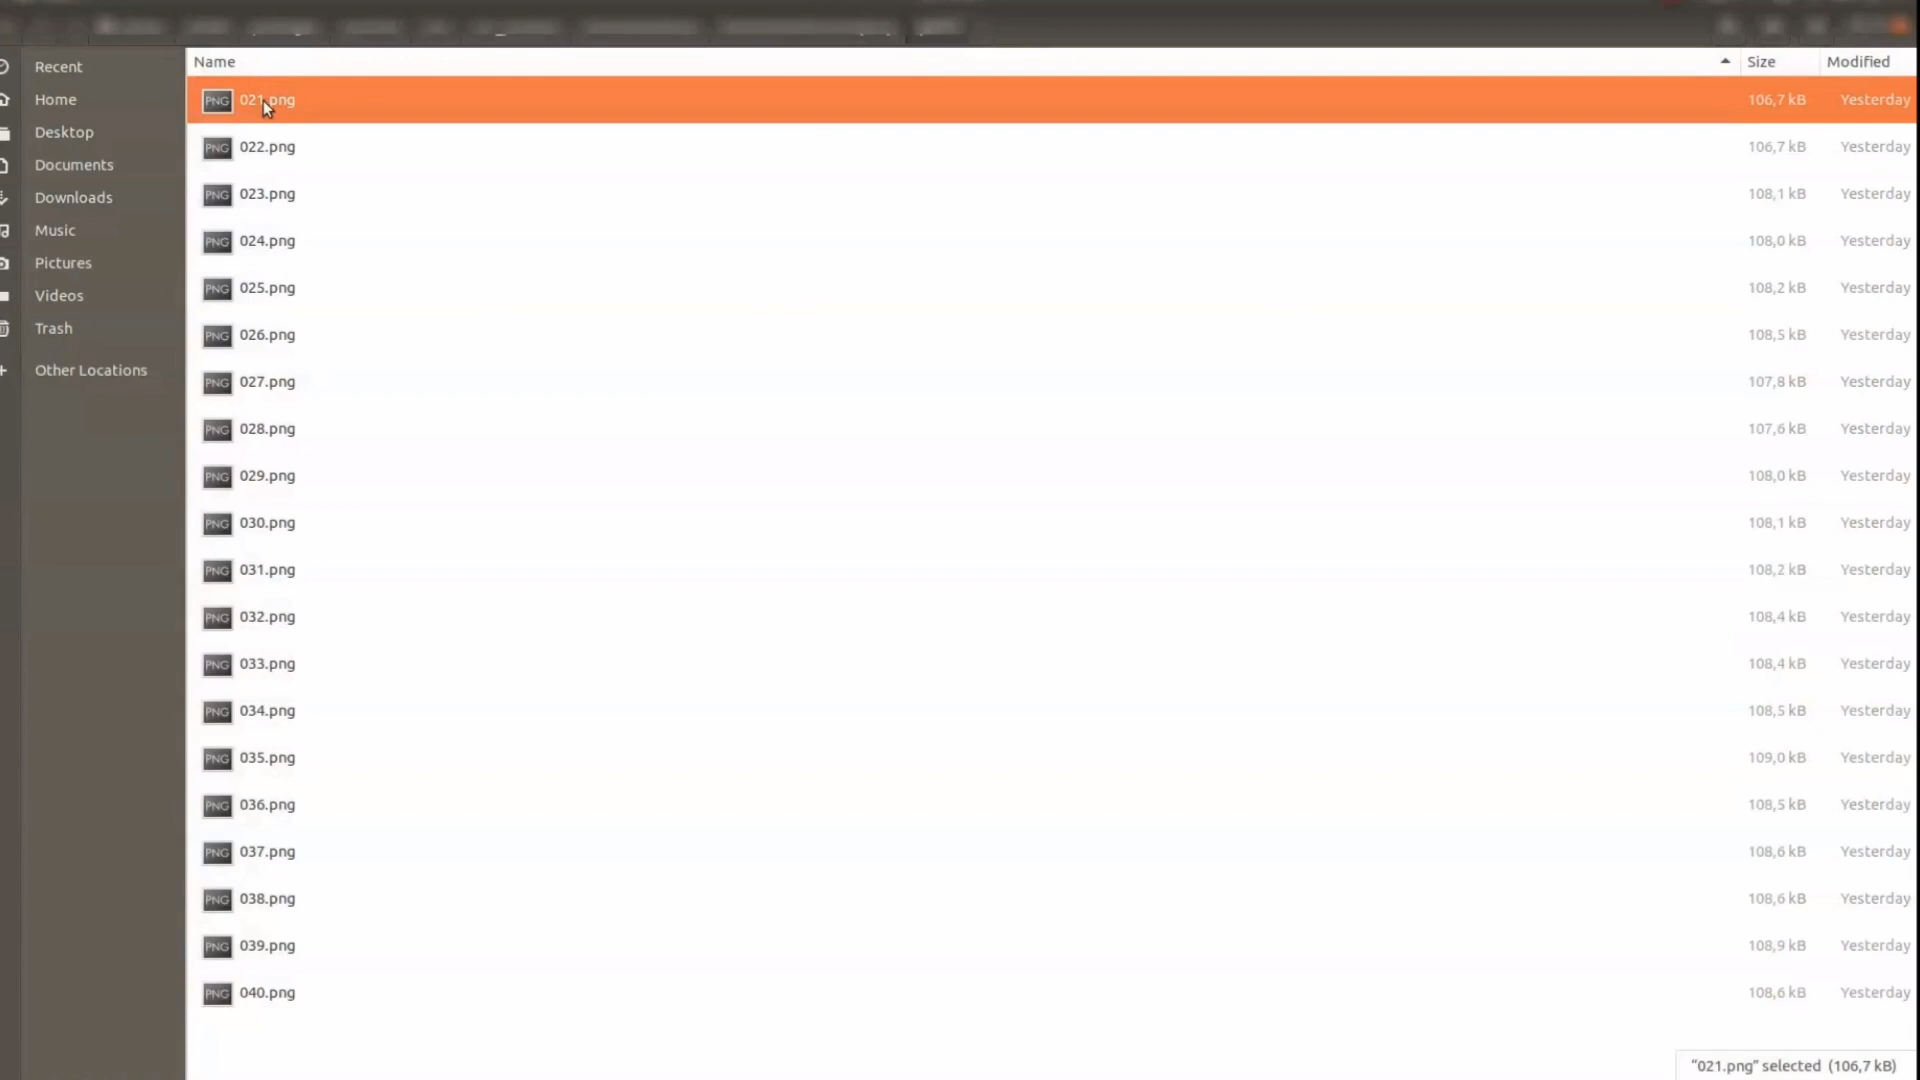 Name Size Modified
Recent
Home
Desktop
Documents
Downloads
Music
Pictures
Videos
Trash
Other Locations
PNG 021.png 106,7 kB Yesterday
PNG 022.png 106,7 kB Yesterday
PNG 023.png 108,1 kB Yesterday
PNG 024.png 108,0 kB Yesterday
PNG 025.png 108,2 kB Yesterday
PNG 026.png 108,5 kB Yesterday
PNG 027.png 107,8 kB Yesterday
PNG 028.png 107,6 kB Yesterday
PNG 029.png 108,0 kB Yesterday
PNG 030.png 108,1 kB Yesterday
PNG 031.png 108,2 kB Yesterday
PNG 032.png 108,4 kB Yesterday
PNG 033.png 108,4 kB Yesterday
PNG 034.png 108,5 kB Yesterday
PNG 035.png 109,0 kB Yesterday
PNG 036.png 108,5 kB Yesterday
PNG 037.png 108,6 kB Yesterday
PNG 038.png 108,6 kB Yesterday
PNG 039.png 108,9 kB Yesterday
PNG 040.png 108,6 kB Yesterday
“021.png” selected (106,7 kB)